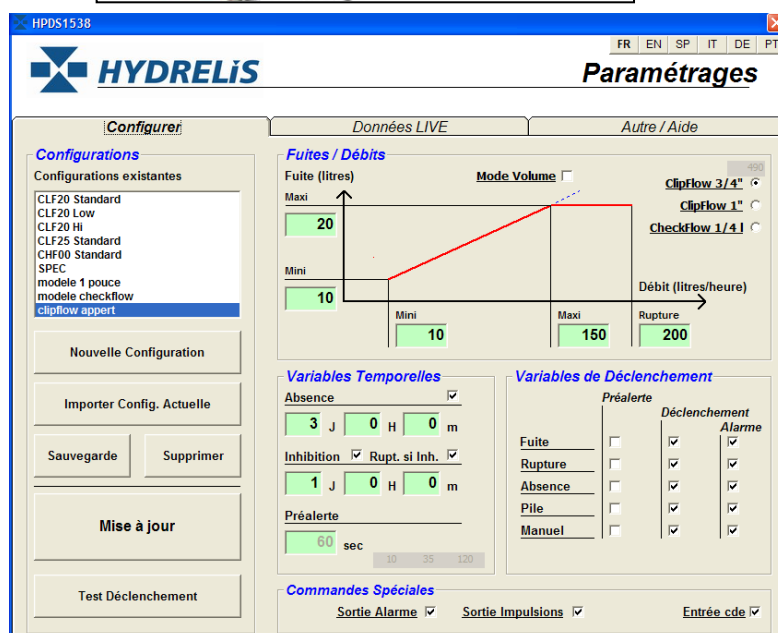 HPDS1538
FR EN SP IT DE PT
HYDRELiS
Paramétrages
Configurer
Données LIVE
Autre / Aide
Configurations
Configurations existantes
CLF20 Standard
CLF20 Low
CLF20 Hi
CLF25 Standard
CHF00 Standard
SPEC
modele 1 pouce
modele checkflow
clipflow appert
Nouvelle Configuration
Importer Config. Actuelle
Sauvegarde
Supprimer
Mise à jour
Test Déclenchement
Fuites / Débits
Fuite (litres)
Mode Volume
490
ClipFlow 3/4"
ClipFlow 1"
CheckFlow 1/4 l
Maxi
20
Mini
10
Débit (litres/heure)
Mini
10
Maxi
150
Rupture
200
Variables Temporelles
Absence
3 J 0 H 0 m
Inhibition Rupt. si Inh.
1 J 0 H 0 m
Préalerte
60 sec
10 35 120
Variables de Déclenchement
Préalerte
Déclenchement
Alarme
Fuite
Rupture
Absence
Pile
Manuel
Commandes Spéciales
Sortie Alarme
Sortie Impulsions
Entrée cde